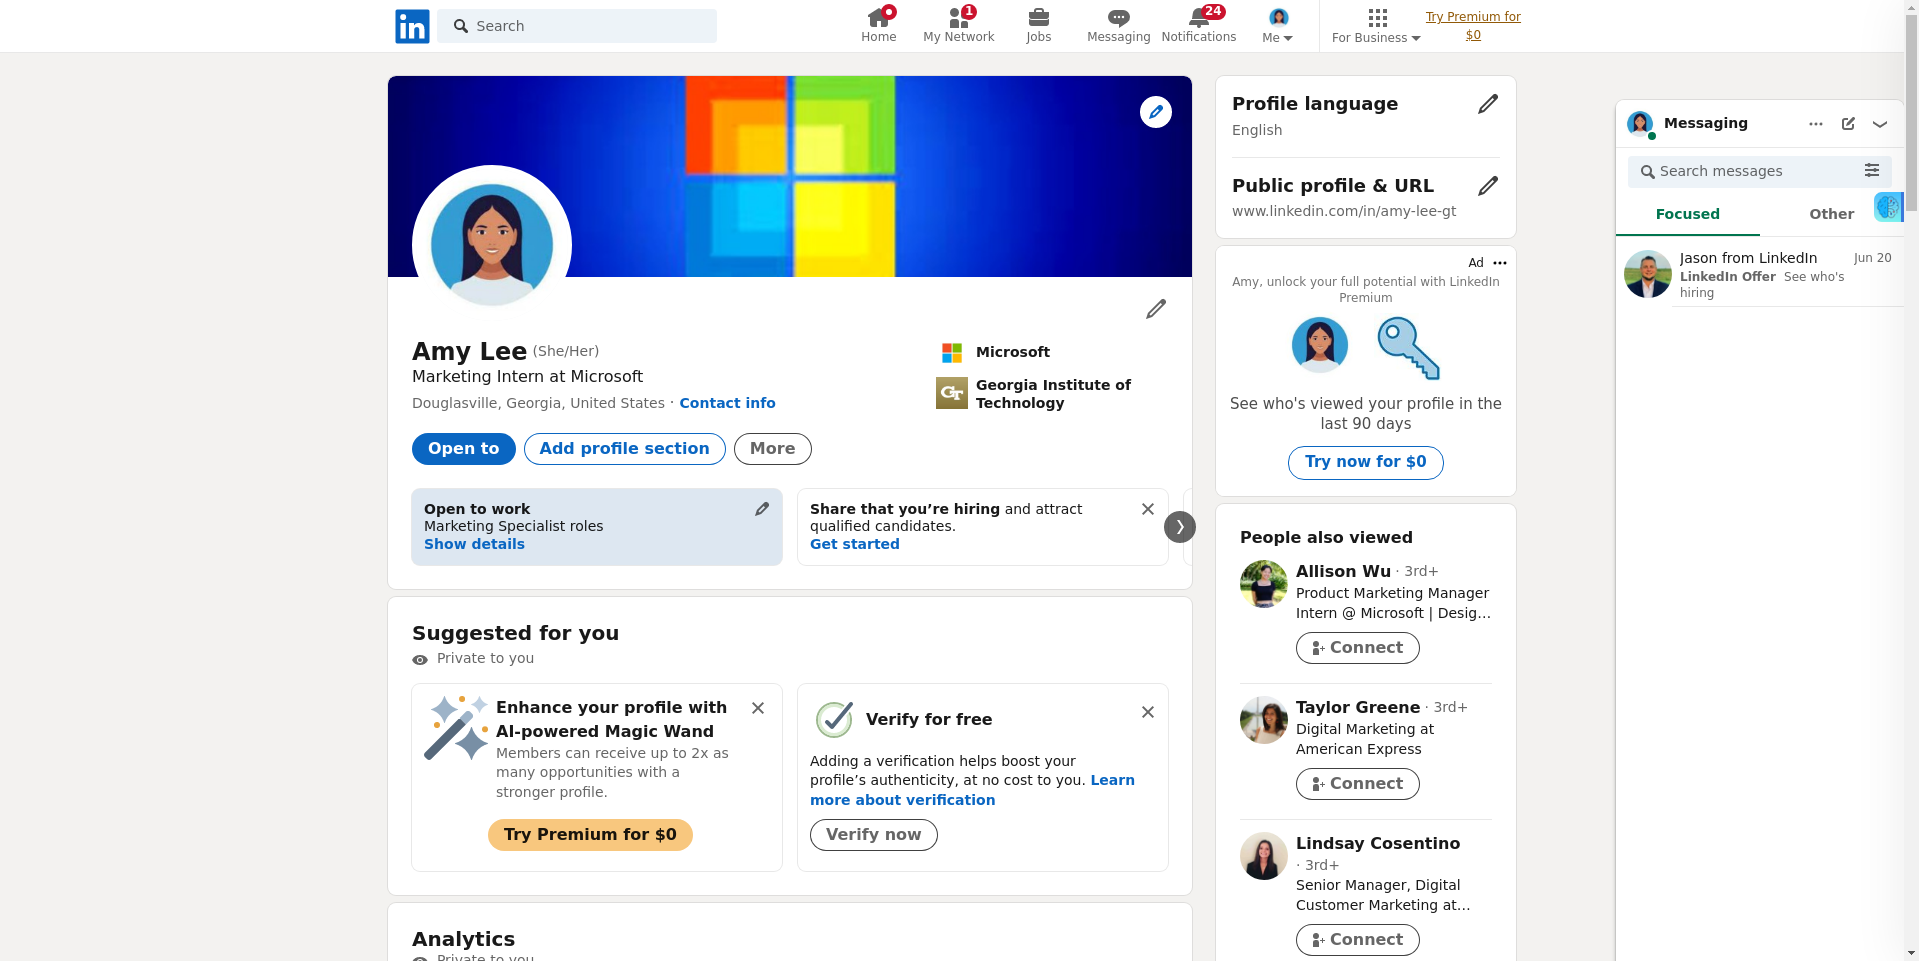 in
Search
Home
1
My Network
Jobs
Messaging
24
Notifications
Me
For Business
Try Premium for
$0
Amy Lee (She/Her)
Marketing Intern at Microsoft
Douglasville, Georgia, United States · Contact info
Microsoft
GT
Georgia Institute of
Technology
Open to
Add profile section
More
Open to work
Marketing Specialist roles
Show details
Share that you’re hiring and attract
qualified candidates.
Get started
Suggested for you
Private to you
Enhance your profile with
AI-powered Magic Wand
Members can receive up to 2x as
many opportunities with a
stronger profile.
Try Premium for $0
Verify for free
Adding a verification helps boost your
profile’s authenticity, at no cost to you. Learn
more about verification
Verify now
Analytics
Private to you
Profile language
English
Public profile & URL
www.linkedin.com/in/amy-lee-gt
Ad
Amy, unlock your full potential with LinkedIn
Premium
See who's viewed your profile in the
last 90 days
Try now for $0
People also viewed
Allison Wu · 3rd+
Product Marketing Manager
Intern @ Microsoft | Desig...
Connect
Taylor Greene · 3rd+
Digital Marketing at
American Express
Connect
Lindsay Cosentino
· 3rd+
Senior Manager, Digital
Customer Marketing at...
Connect
Messaging
Search messages
Focused
Other
Jason from LinkedIn
Jun 20
LinkedIn Offer See who's
hiring